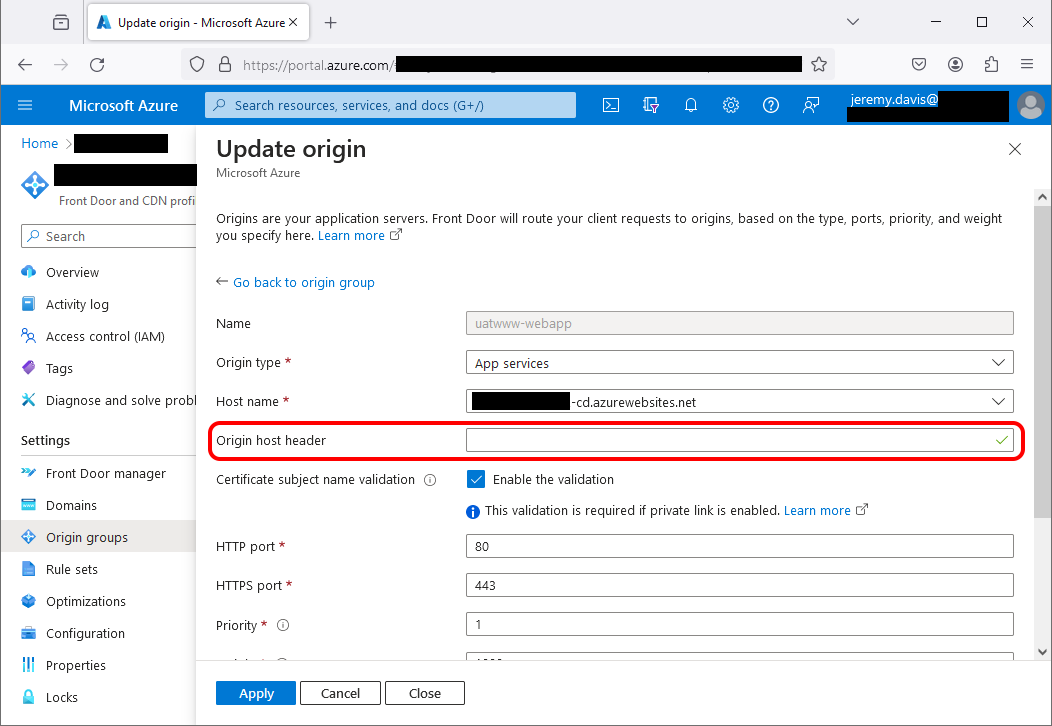 Update origin - Microsoft Azure
https://portal.azure.com/
Microsoft Azure
Search resources, services, and docs (G+/)
jeremy.davis@
Home
Front Door and CDN profi
Search
Overview
Activity log
Access control (IAM)
Tags
Diagnose and solve probl
Settings
Front Door manager
Domains
Origin groups
Rule sets
Optimizations
Configuration
Properties
Locks
Update origin
Microsoft Azure
Origins are your application servers. Front Door will route your client requests to origins, based on the type, ports, priority, and weight
you specify here. Learn more
Go back to origin group
Name
uatwww-webapp
Origin type *
App services
Host name *
-cd.azurewebsites.net
Origin host header
Certificate subject name validation
Enable the validation
This validation is required if private link is enabled. Learn more
HTTP port *
80
HTTPS port *
443
Priority *
1
Apply
Cancel
Close